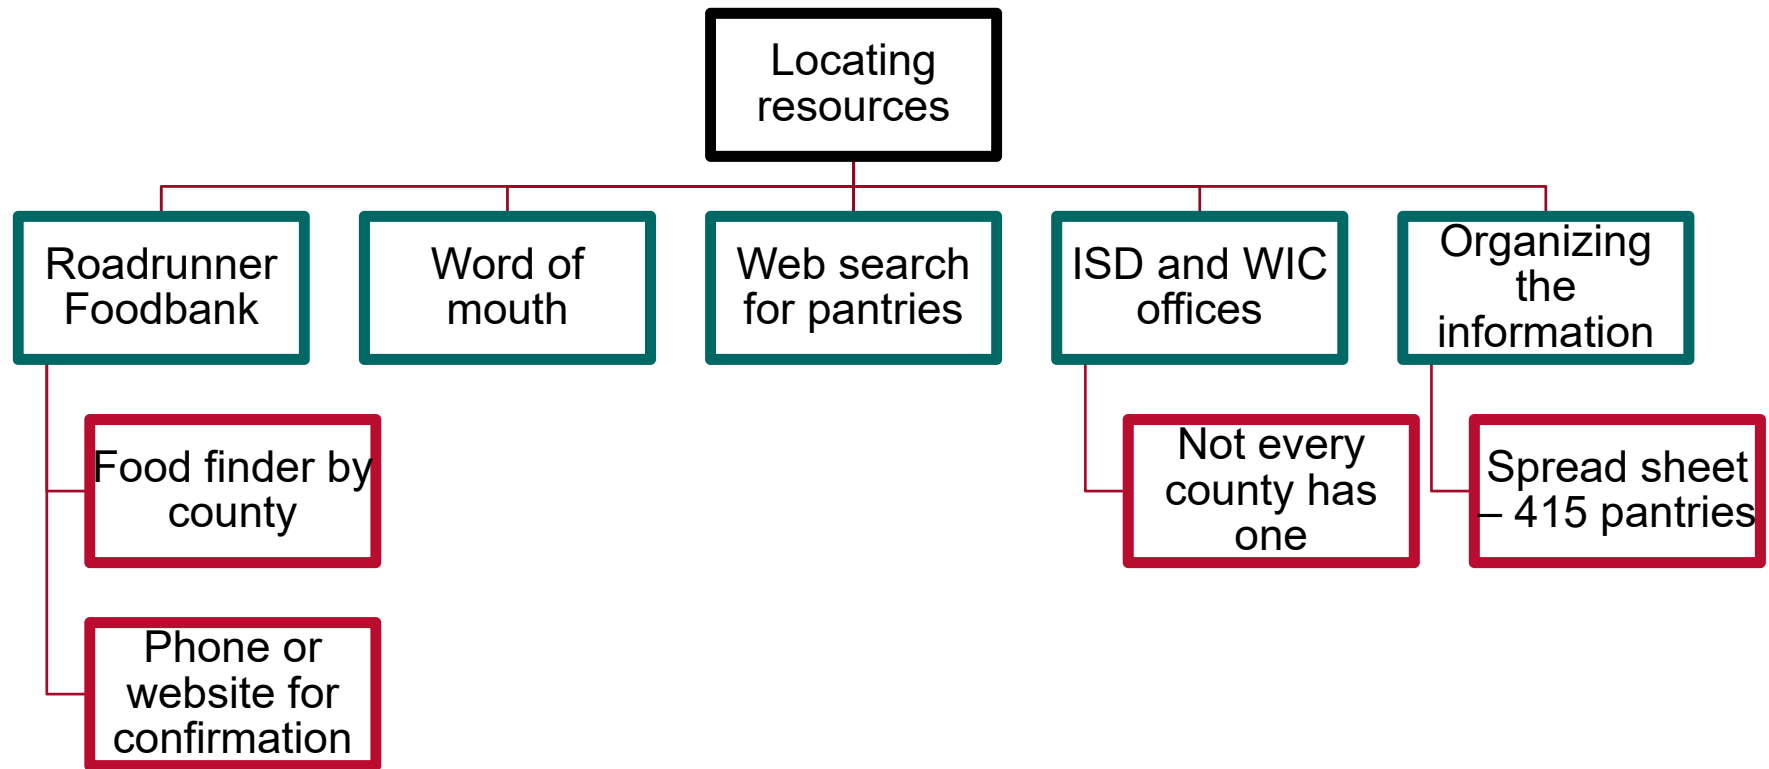 Locating
resources
Roadrunner
Foodbank
Word of
mouth
Web search
for pantries
ISD and WIC
offices
Organizing
the
information
Food finder by
county
Not every
county has
one
Spread sheet
– 415 pantries
Phone or
website for
confirmation